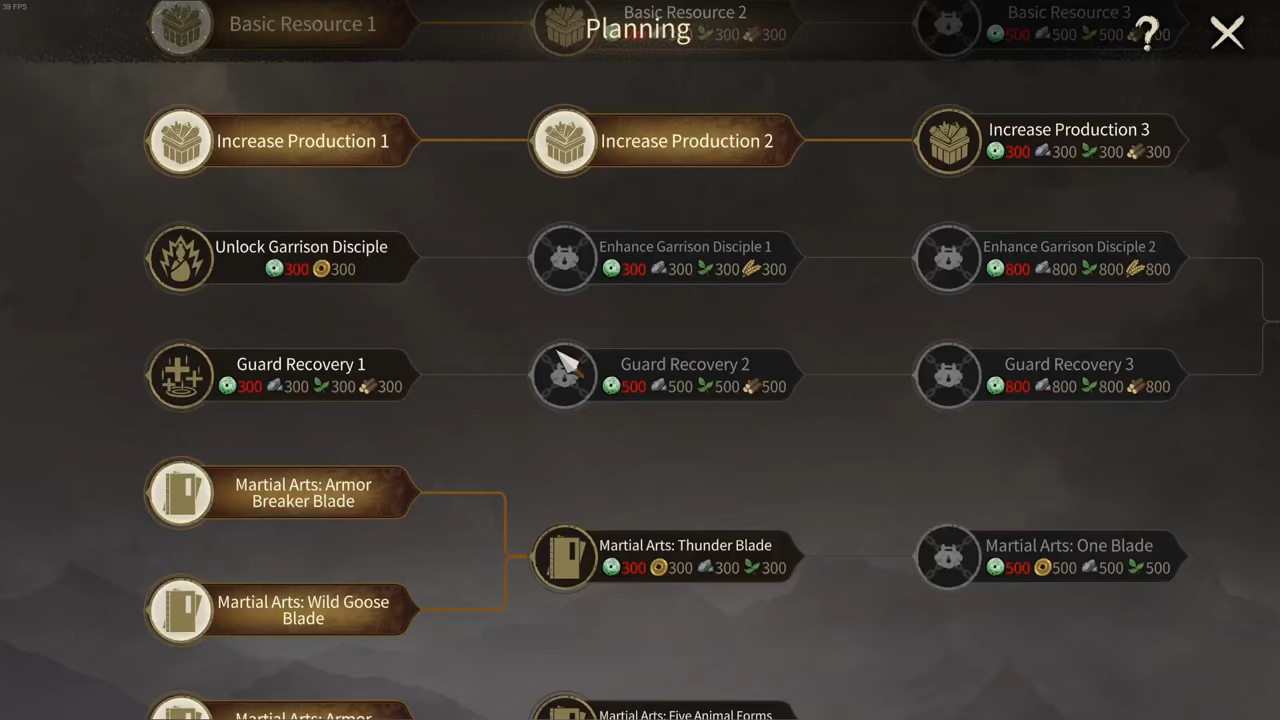 39 FPS
Planning
?
Basic Resource 1
Basic Resource 2
300 300
Basic Resource 3
500 500 500
Increase Production 1
Increase Production 2
Increase Production 3
300 300 300 300
Unlock Garrison Disciple
300 300
Enhance Garrison Disciple 1
300 300 300 300
Enhance Garrison Disciple 2
800 800 800 800
Guard Recovery 1
300 300 300 300
Guard Recovery 2
500 500 500 500
Guard Recovery 3
800 800 800 800
Martial Arts: Armor
Breaker Blade
Martial Arts: Thunder Blade
300 300 300 300
Martial Arts: One Blade
500 500 500 500
Martial Arts: Wild Goose
Blade
Martial Arts: Armor
Martial Arts: Five Animal Forms